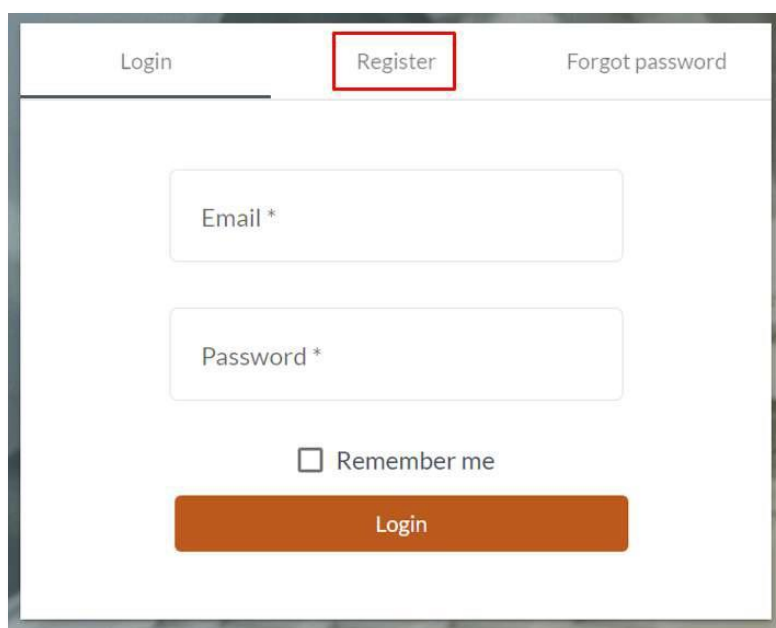 Login Register Forgot password
Email *
Password *
Remember me
Login